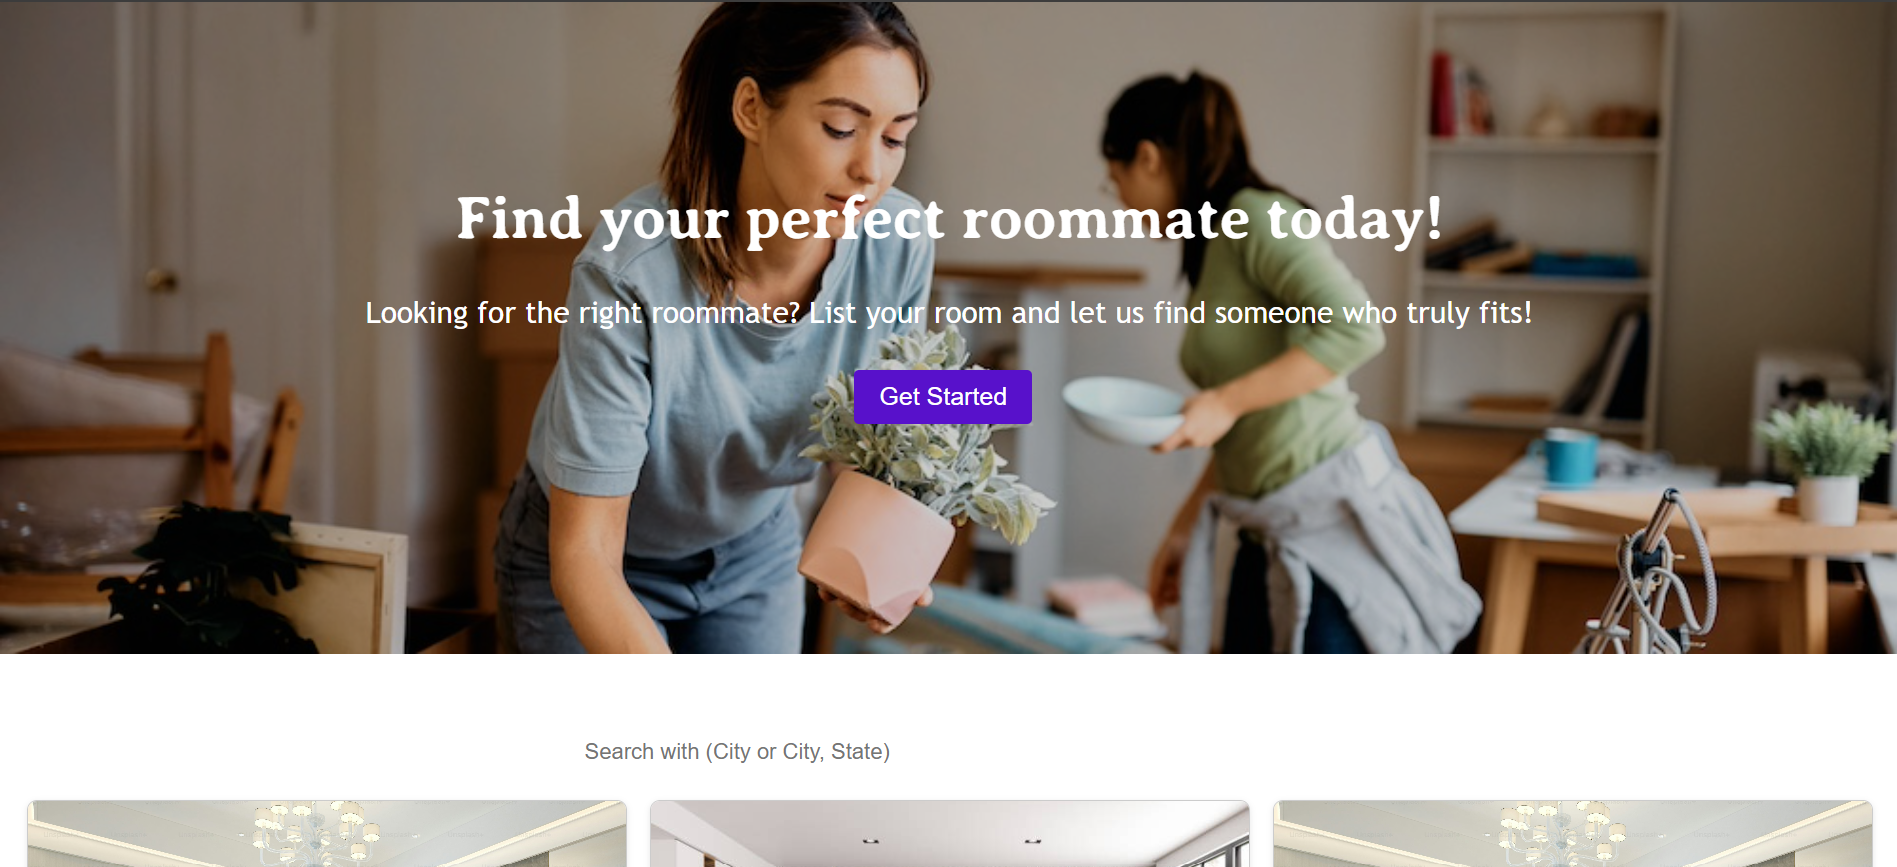 Find your perfect roommate today!
Looking for the right roommate? List your room and let us find someone who truly fits!
Get Started
Search with (City or City, State)